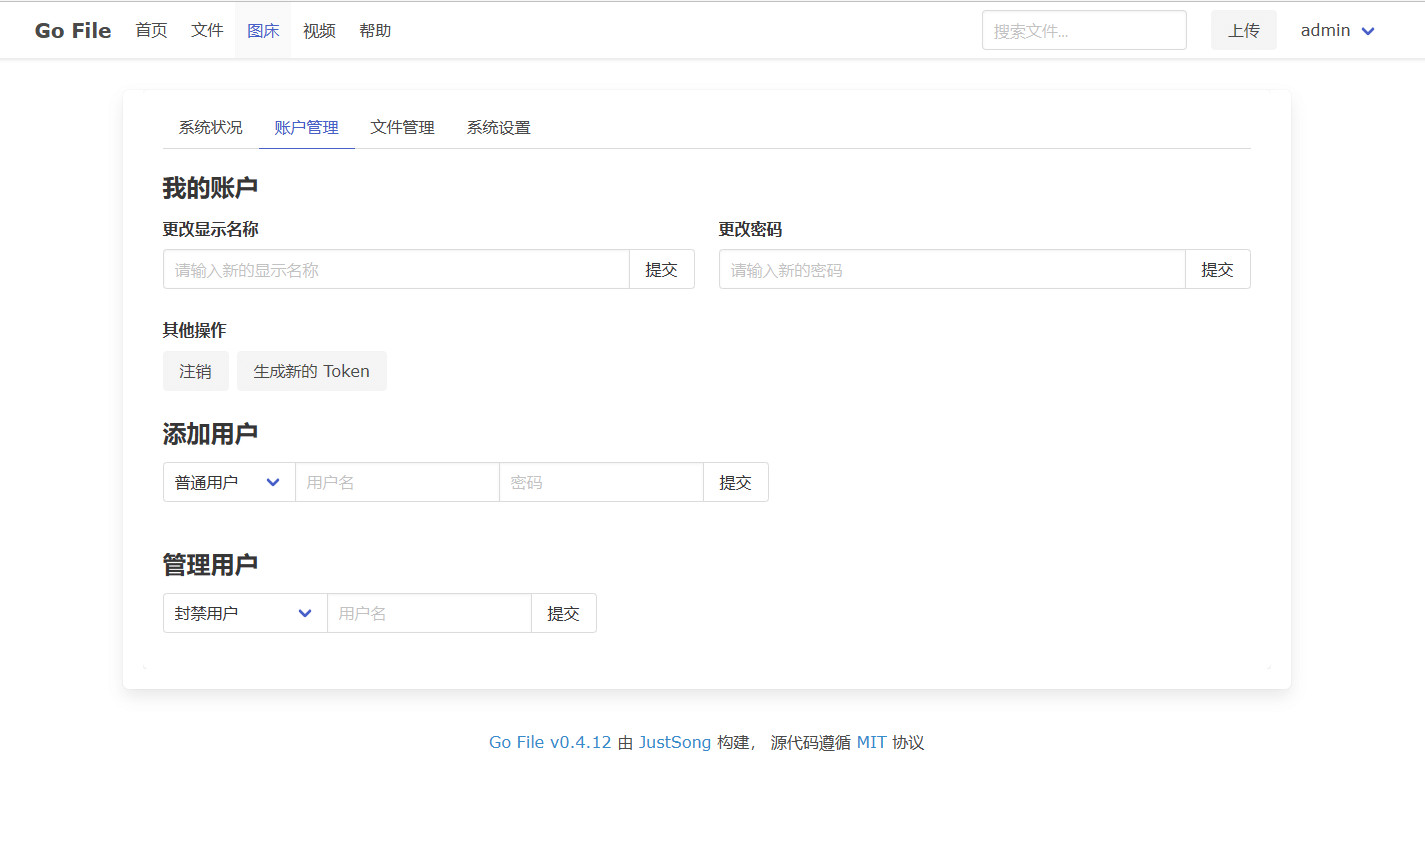 Go File 首页 文件 图床 视频 帮助 搜索文件... 上传 admin
系统状况 账户管理 文件管理 系统设置
我的账户
更改显示名称 更改密码
请输入新的显示名称 提交 请输入新的密码 提交
其他操作
注销 生成新的 Token
添加用户
普通用户 用户名 密码 提交
管理用户
封禁用户 用户名 提交
Go File v0.4.12 由 JustSong 构建， 源代码遵循 MIT 协议